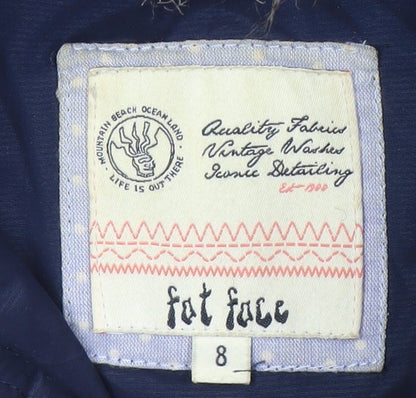 MOUNTAIN BEACH OCEAN LAND
LIFE IS OUT THERE
Quality Fabrics
Vintage Washes
Iconic Detailing
Est 1988
fat face
8